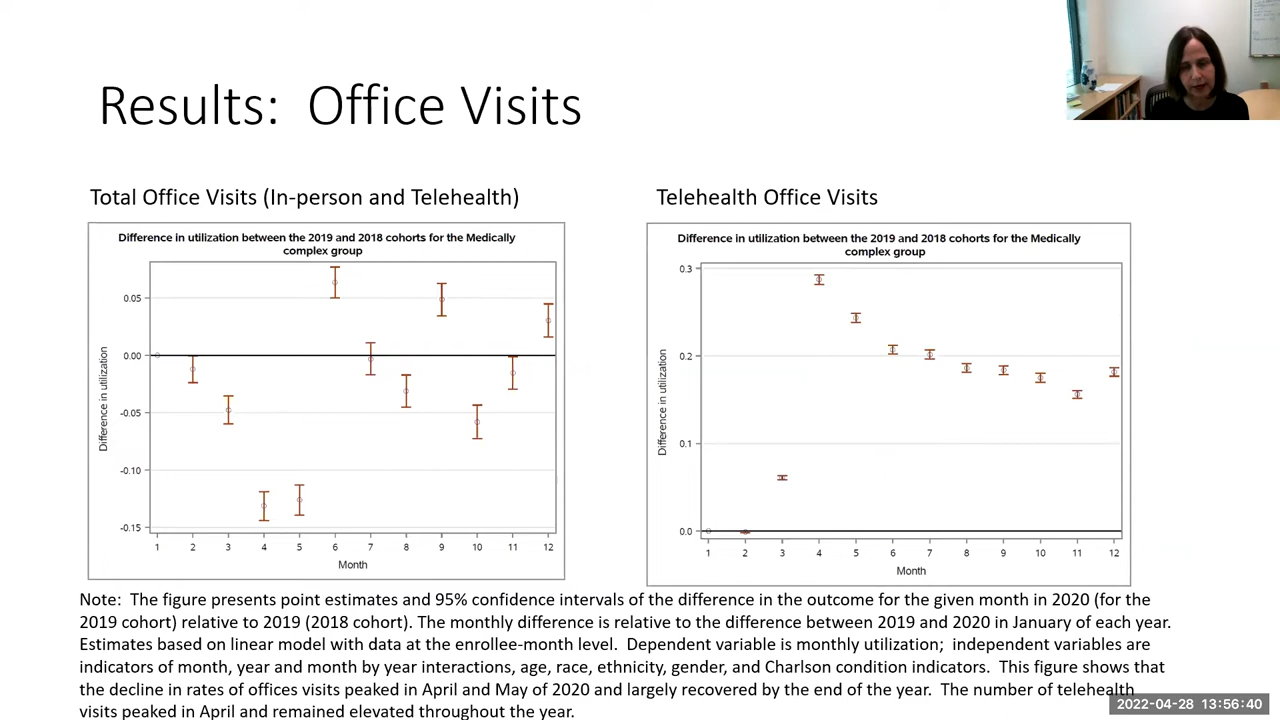 Results: Office Visits
Total Office Visits (In-person and Telehealth)
Telehealth Office Visits
Difference in utilization between the 2019 and 2018 cohorts for the Medically
complex group
Difference in utilization
0.05
0.00
-0.05
-0.10
-0.15
1 2 3 4 5 6 7 8 9 10 11 12
Month
Difference in utilization between the 2019 and 2018 cohorts for the Medically
complex group
Difference in utilization
0.3
0.2
0.1
0.0
1 2 3 4 5 6 7 8 9 10 11 12
Month
Note: The figure presents point estimates and 95% confidence intervals of the difference in the outcome for the given month in 2020 (for the
2019 cohort) relative to 2019 (2018 cohort). The monthly difference is relative to the difference between 2019 and 2020 in January of each year.
Estimates based on linear model with data at the enrollee-month level. Dependent variable is monthly utilization; independent variables are
indicators of month, year and month by year interactions, age, race, ethnicity, gender, and Charlson condition indicators. This figure shows that
the decline in rates of offices visits peaked in April and May of 2020 and largely recovered by the end of the year. The number of telehealth
visits peaked in April and remained elevated throughout the year.
2022-04-28 13:56:40